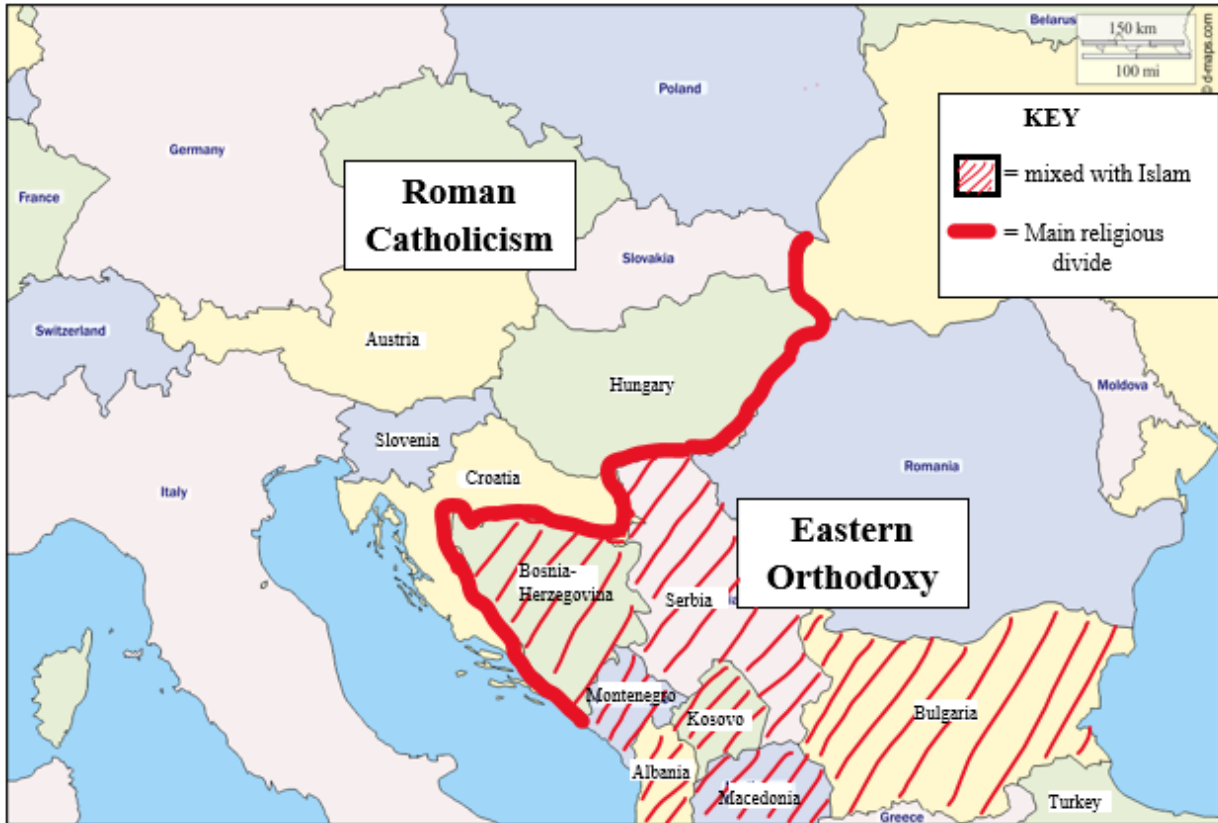 Belarus
150 km
100 mi
© d-maps.com
Poland
KEY
= mixed with Islam
= Main religious
divide
Germany
France
Roman
Catholicism
Slovakia
Switzerland
Austria
Hungary
Moldova
Slovenia
Romania
Croatia
Italy
Eastern
Orthodoxy
Bosnia-
Herzegovina
Serbia
Montenegro
Kosovo
Bulgaria
Albania
Macedonia
Turkey
Greece